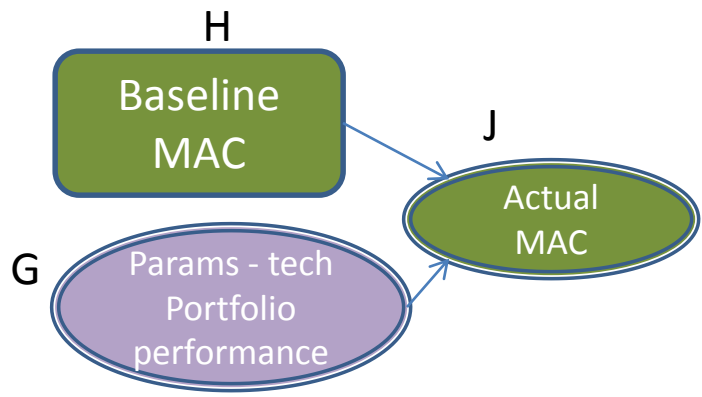 H
Baseline
MAC
J
Actual
MAC
G
Params - tech
Portfolio
performance